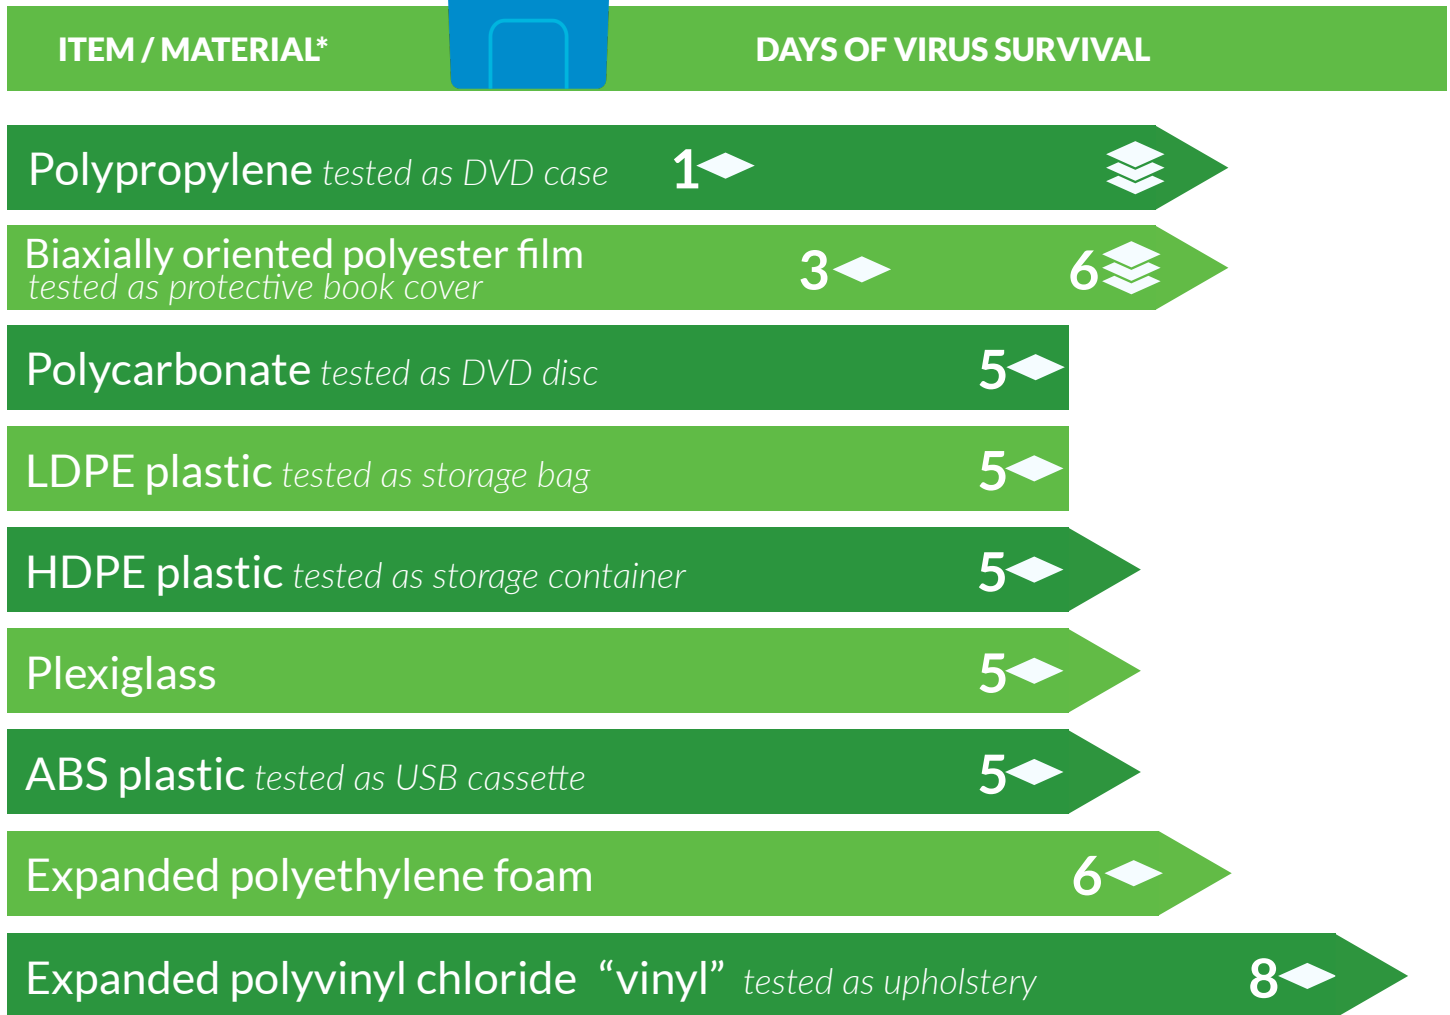 ITEM / MATERIAL* DAYS OF VIRUS SURVIVAL
Polypropylene tested as DVD case 1
Biaxially oriented polyester film
tested as protective book cover 3 6
Polycarbonate tested as DVD disc 5
LDPE plastic tested as storage bag 5
HDPE plastic tested as storage container 5
Plexiglass 5
ABS plastic tested as USB cassette 5
Expanded polyethylene foam 6
Expanded polyvinyl chloride “vinyl” tested as upholstery 8